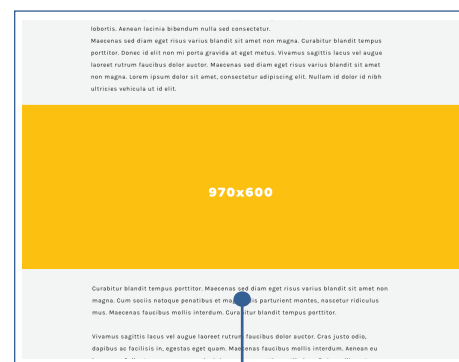 lobortis. Aenean lacinia bibendum nulla sed consectetur.
Maecenas sed diam eget risus varius blandit sit amet non magna. Curabitur blandit tempus
porttitor. Donec id elit non mi porta gravida at eget metus. Vivamus sagittis lacus vel augue
laoreet rutrum faucibus dolor auctor. Maecenas sed diam eget risus varius blandit sit amet
non magna. Lorem ipsum dolor sit amet, consectetur adipiscing elit. Nullam id dolor id nibh
ultricies vehicula ut id elit.
970x600
Curabitur blandit tempus porttitor. Maecenas sed diam eget risus varius blandit sit amet non
magna. Cum sociis natoque penatibus et parturient montes, nascetur ridiculus
mus. Maecenas faucibus mollis interdum. Curabitur blandit tempus porttitor.
Vivamus sagittis lacus vel augue laoreet rutrum faucibus dolor auctor. Cras justo odio,
dapibus ac facilisis in, egestas eget quam. Maecenas faucibus mollis interdum. Aenean eu